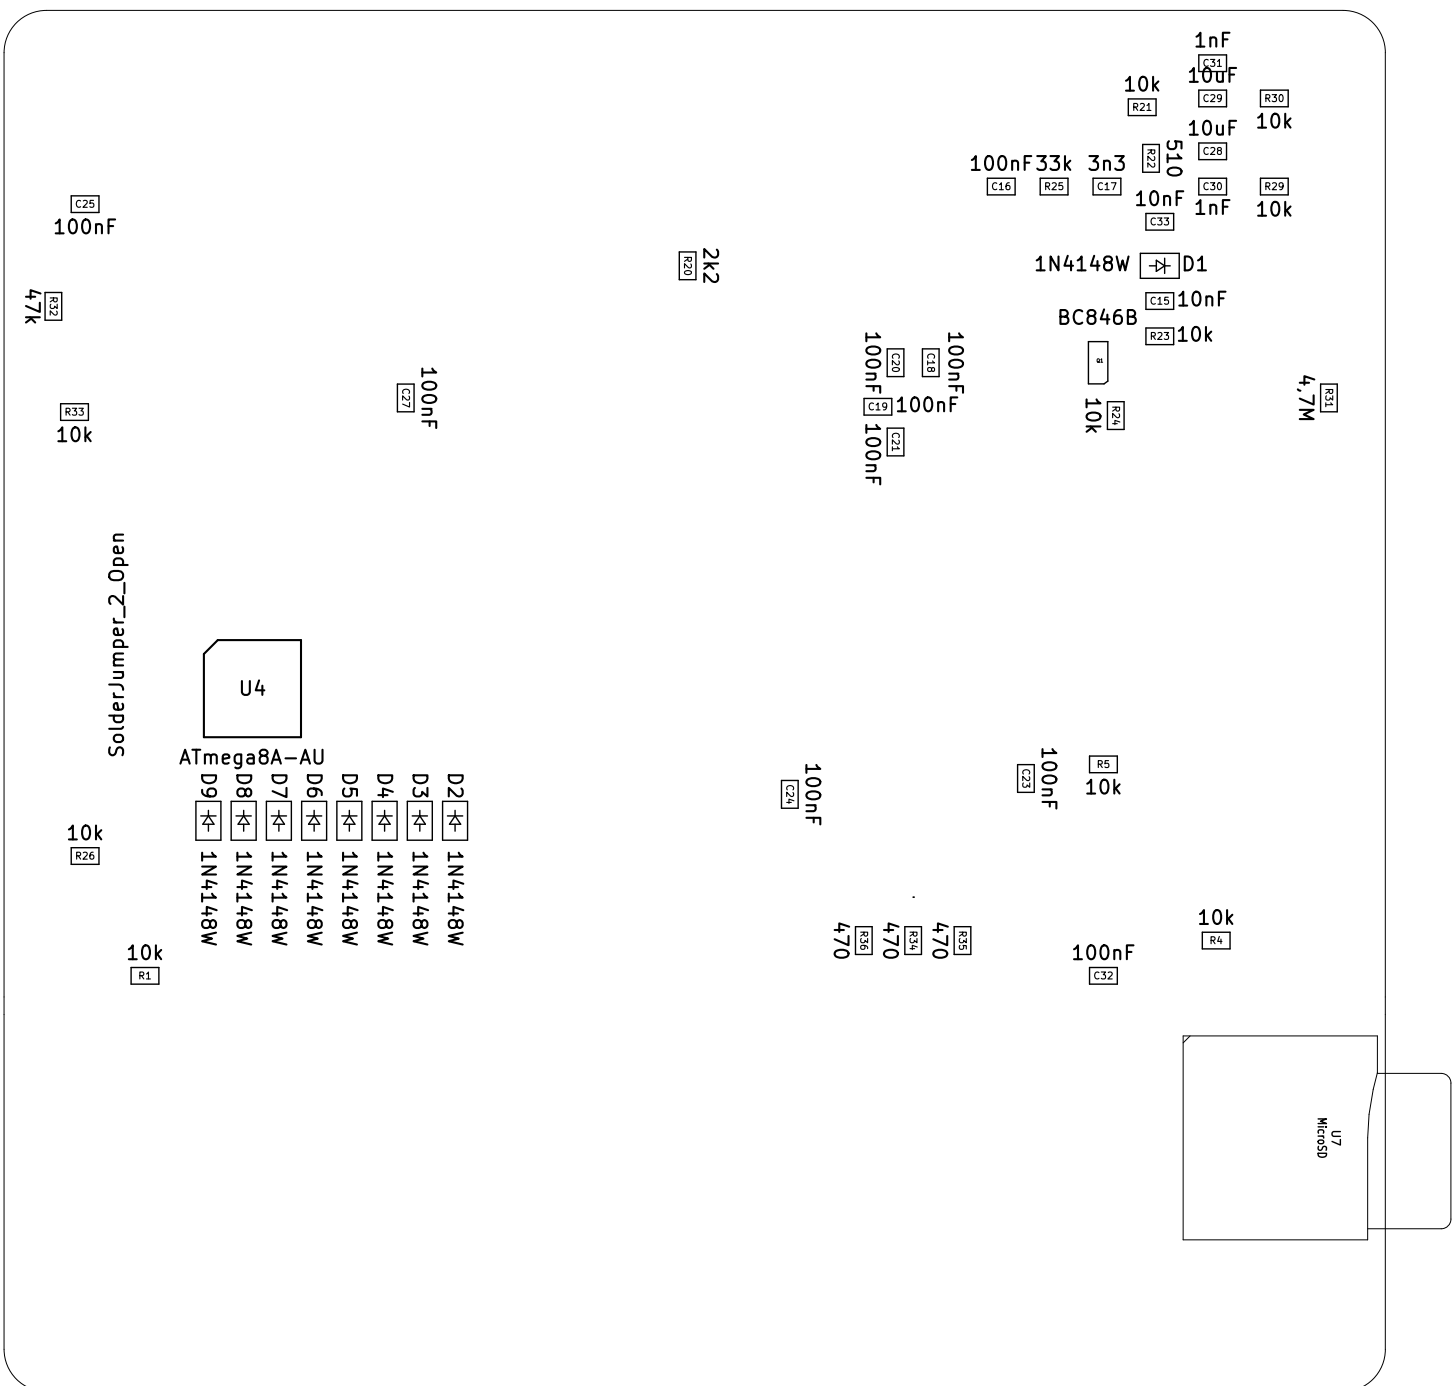 1nF
C31
10uF
C29
R30
10k
10k
R21
10uF
C28
R22
510
100nF
33k
3n3
C16
R25
C17
C30
R29
1nF
10k
10nF
C33
C25
100nF
R20
2k2
1N4148W
D1
47k
R32
C15
10nF
BC846B
R23
10k
Q1
100nF
C20
C18
100nF
C27
100nF
R33
10k
C19
100nF
10k
R24
4,7M
R31
100nF
C21
SolderJumper_2_Open
U4
ATmega8A-AU
D9
D8
D7
D6
D5
D4
D3
D2
1N4148W
1N4148W
1N4148W
1N4148W
1N4148W
1N4148W
1N4148W
1N4148W
C24
100nF
C23
100nF
R5
10k
10k
R26
10k
R1
470
R36
470
R34
470
R35
10k
R4
100nF
C32
U7
MicroSD